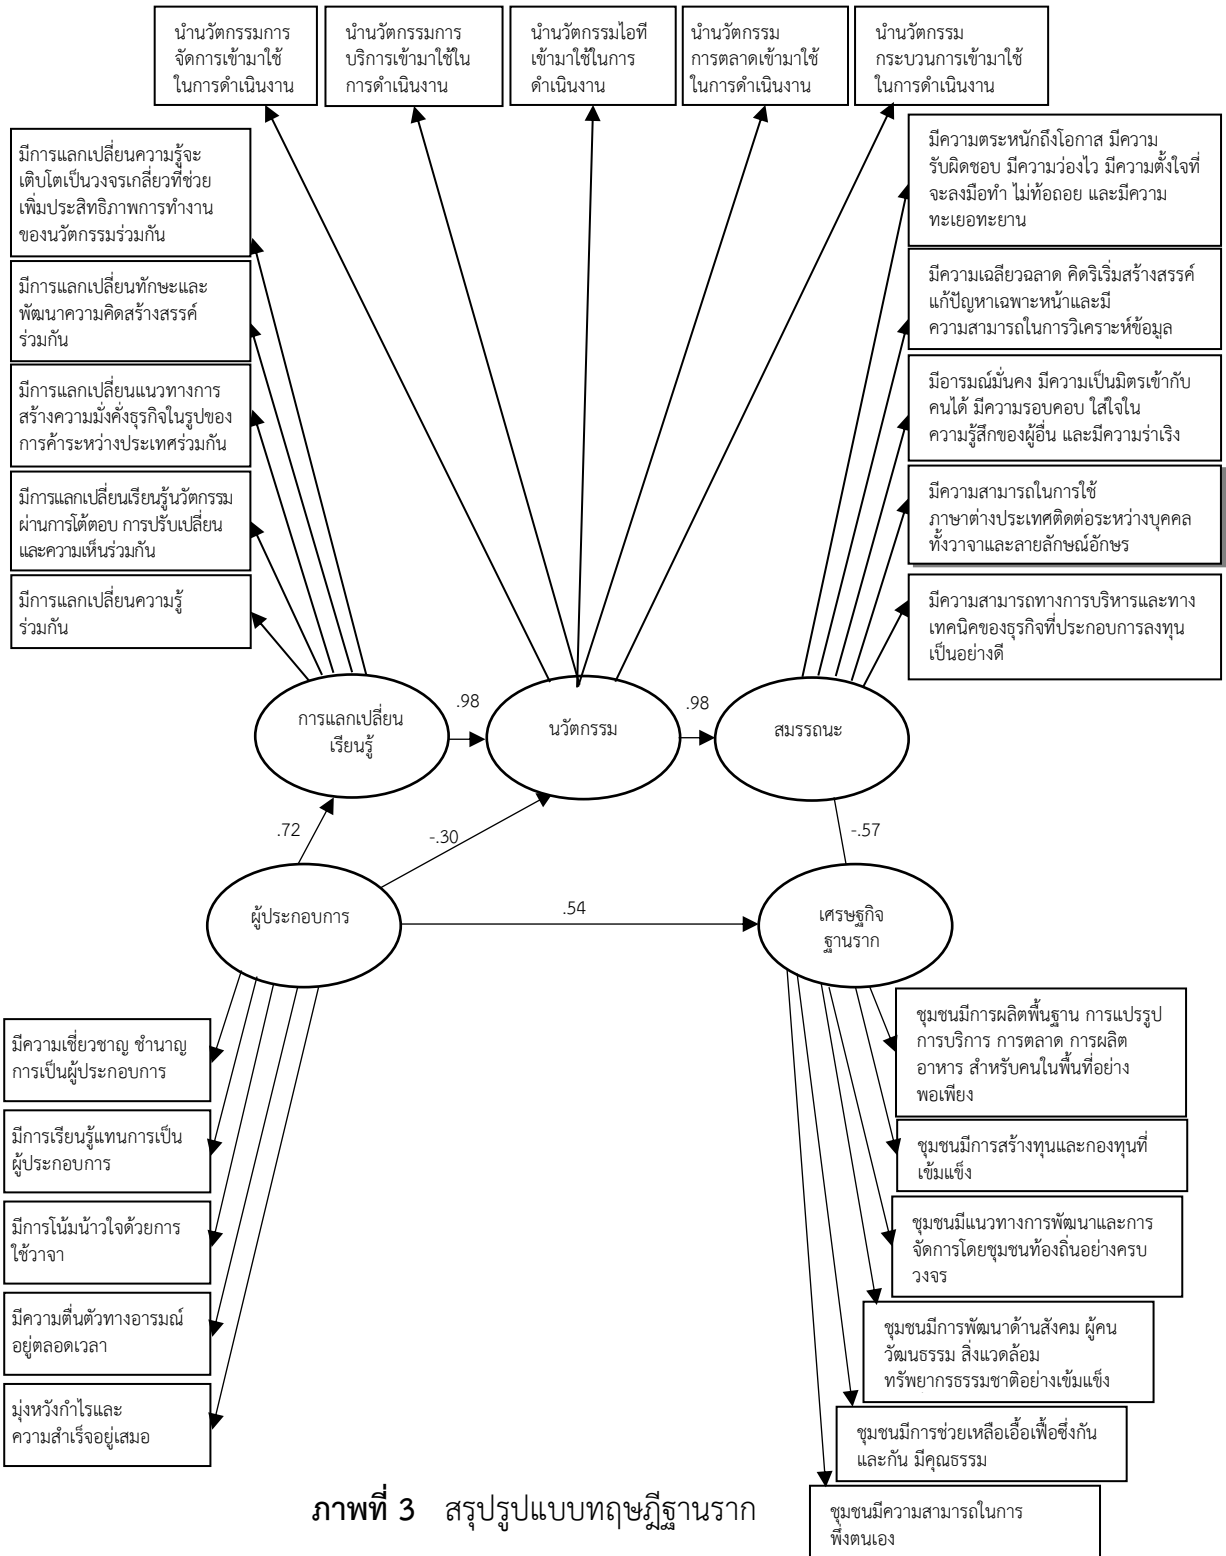 นำนวัตกรรมการ
จัดการเข้ามาใช้
ในการดำเนินงาน
นำนวัตกรรมการ
บริการเข้ามาใช้ใน
การดำเนินงาน
นำนวัตกรรมไอที
เข้ามาใช้ในการ
ดำเนินงาน
นำนวัตกรรม
การตลาดเข้ามาใช้
ในการดำเนินงาน
นำนวัตกรรม
กระบวนการเข้ามาใช้
ในการดำเนินงาน
มีการแลกเปลี่ยนความรู้จะ
เติบโตเป็นวงจรเกลี่ยวที่ช่วย
เพิ่มประสิทธิภาพการทำงาน
ของนวัตกรรมร่วมกัน
มีการแลกเปลี่ยนทักษะและ
พัฒนาความคิดสร้างสรรค์
ร่วมกัน
มีการแลกเปลี่ยนแนวทางการ
สร้างความมั่งคั่งธุรกิจในรูปของ
การค้าระหว่างประเทศร่วมกัน
มีการแลกเปลี่ยนเรียนรู้นวัตกรรม
ผ่านการโต้ตอบ การปรับเปลี่ยน
และความเห็นร่วมกัน
มีการแลกเปลี่ยนความรู้
ร่วมกัน
มีความตระหนักถึงโอกาส มีความ
รับผิดชอบ มีความว่องไว มีความตั้งใจที่
จะลงมือทำ ไม่ท้อถอย และมีความ
ทะเยอทะยาน
มีความเฉลียวฉลาด คิดริเริ่มสร้างสรรค์
แก้ปัญหาเฉพาะหน้าและมี
ความสามารถในการวิเคราะห์ข้อมูล
มีอารมณ์มั่นคง มีความเป็นมิตรเข้ากับ
คนได้ มีความรอบคอบ ใส่ใจใน
ความรู้สึกของผู้อื่น และมีความร่าเริง
มีความสามารถในการใช้
ภาษาต่างประเทศติดต่อระหว่างบุคคล
ทั้งวาจาและลายลักษณ์อักษร
มีความสามารถทางการบริหารและทาง
เทคนิคของธุรกิจที่ประกอบการลงทุน
เป็นอย่างดี
การแลกเปลี่ยน
เรียนรู้
.98
นวัตกรรม
.98
สมรรถนะ
.72
-.30
-.57
ผู้ประกอบการ
.54
เศรษฐกิจ
ฐานราก
มีความเชี่ยวชาญ ชำนาญ
การเป็นผู้ประกอบการ
มีการเรียนรู้แทนการเป็น
ผู้ประกอบการ
มีการโน้มน้าวใจด้วยการ
ใช้วาจา
มีความตื่นตัวทางอารมณ์
อยู่ตลอดเวลา
มุ่งหวังกำไรและ
ความสำเร็จอยู่เสมอ
ชุมชนมีการผลิตพื้นฐาน การแปรรูป
การบริการ การตลาด การผลิต
อาหาร สำหรับคนในพื้นที่อย่าง
พอเพียง
ชุมชนมีการสร้างทุนและกองทุนที่
เข้มแข็ง
ชุมชนมีแนวทางการพัฒนาและการ
จัดการโดยชุมชนท้องถิ่นอย่างครบ
วงจร
ชุมชนมีการพัฒนาด้านสังคม ผู้คน
วัฒนธรรม สิ่งแวดล้อม
ทรัพยากรธรรมชาติอย่างเข้มแข็ง
ชุมชนมีการช่วยเหลือเอื้อเฟื้อซึ่งกัน
และกัน มีคุณธรรม
ชุมชนมีความสามารถในการ
พึ่งตนเอง
ภาพที่ 3 สรุปรูปแบบทฤษฎีฐานราก